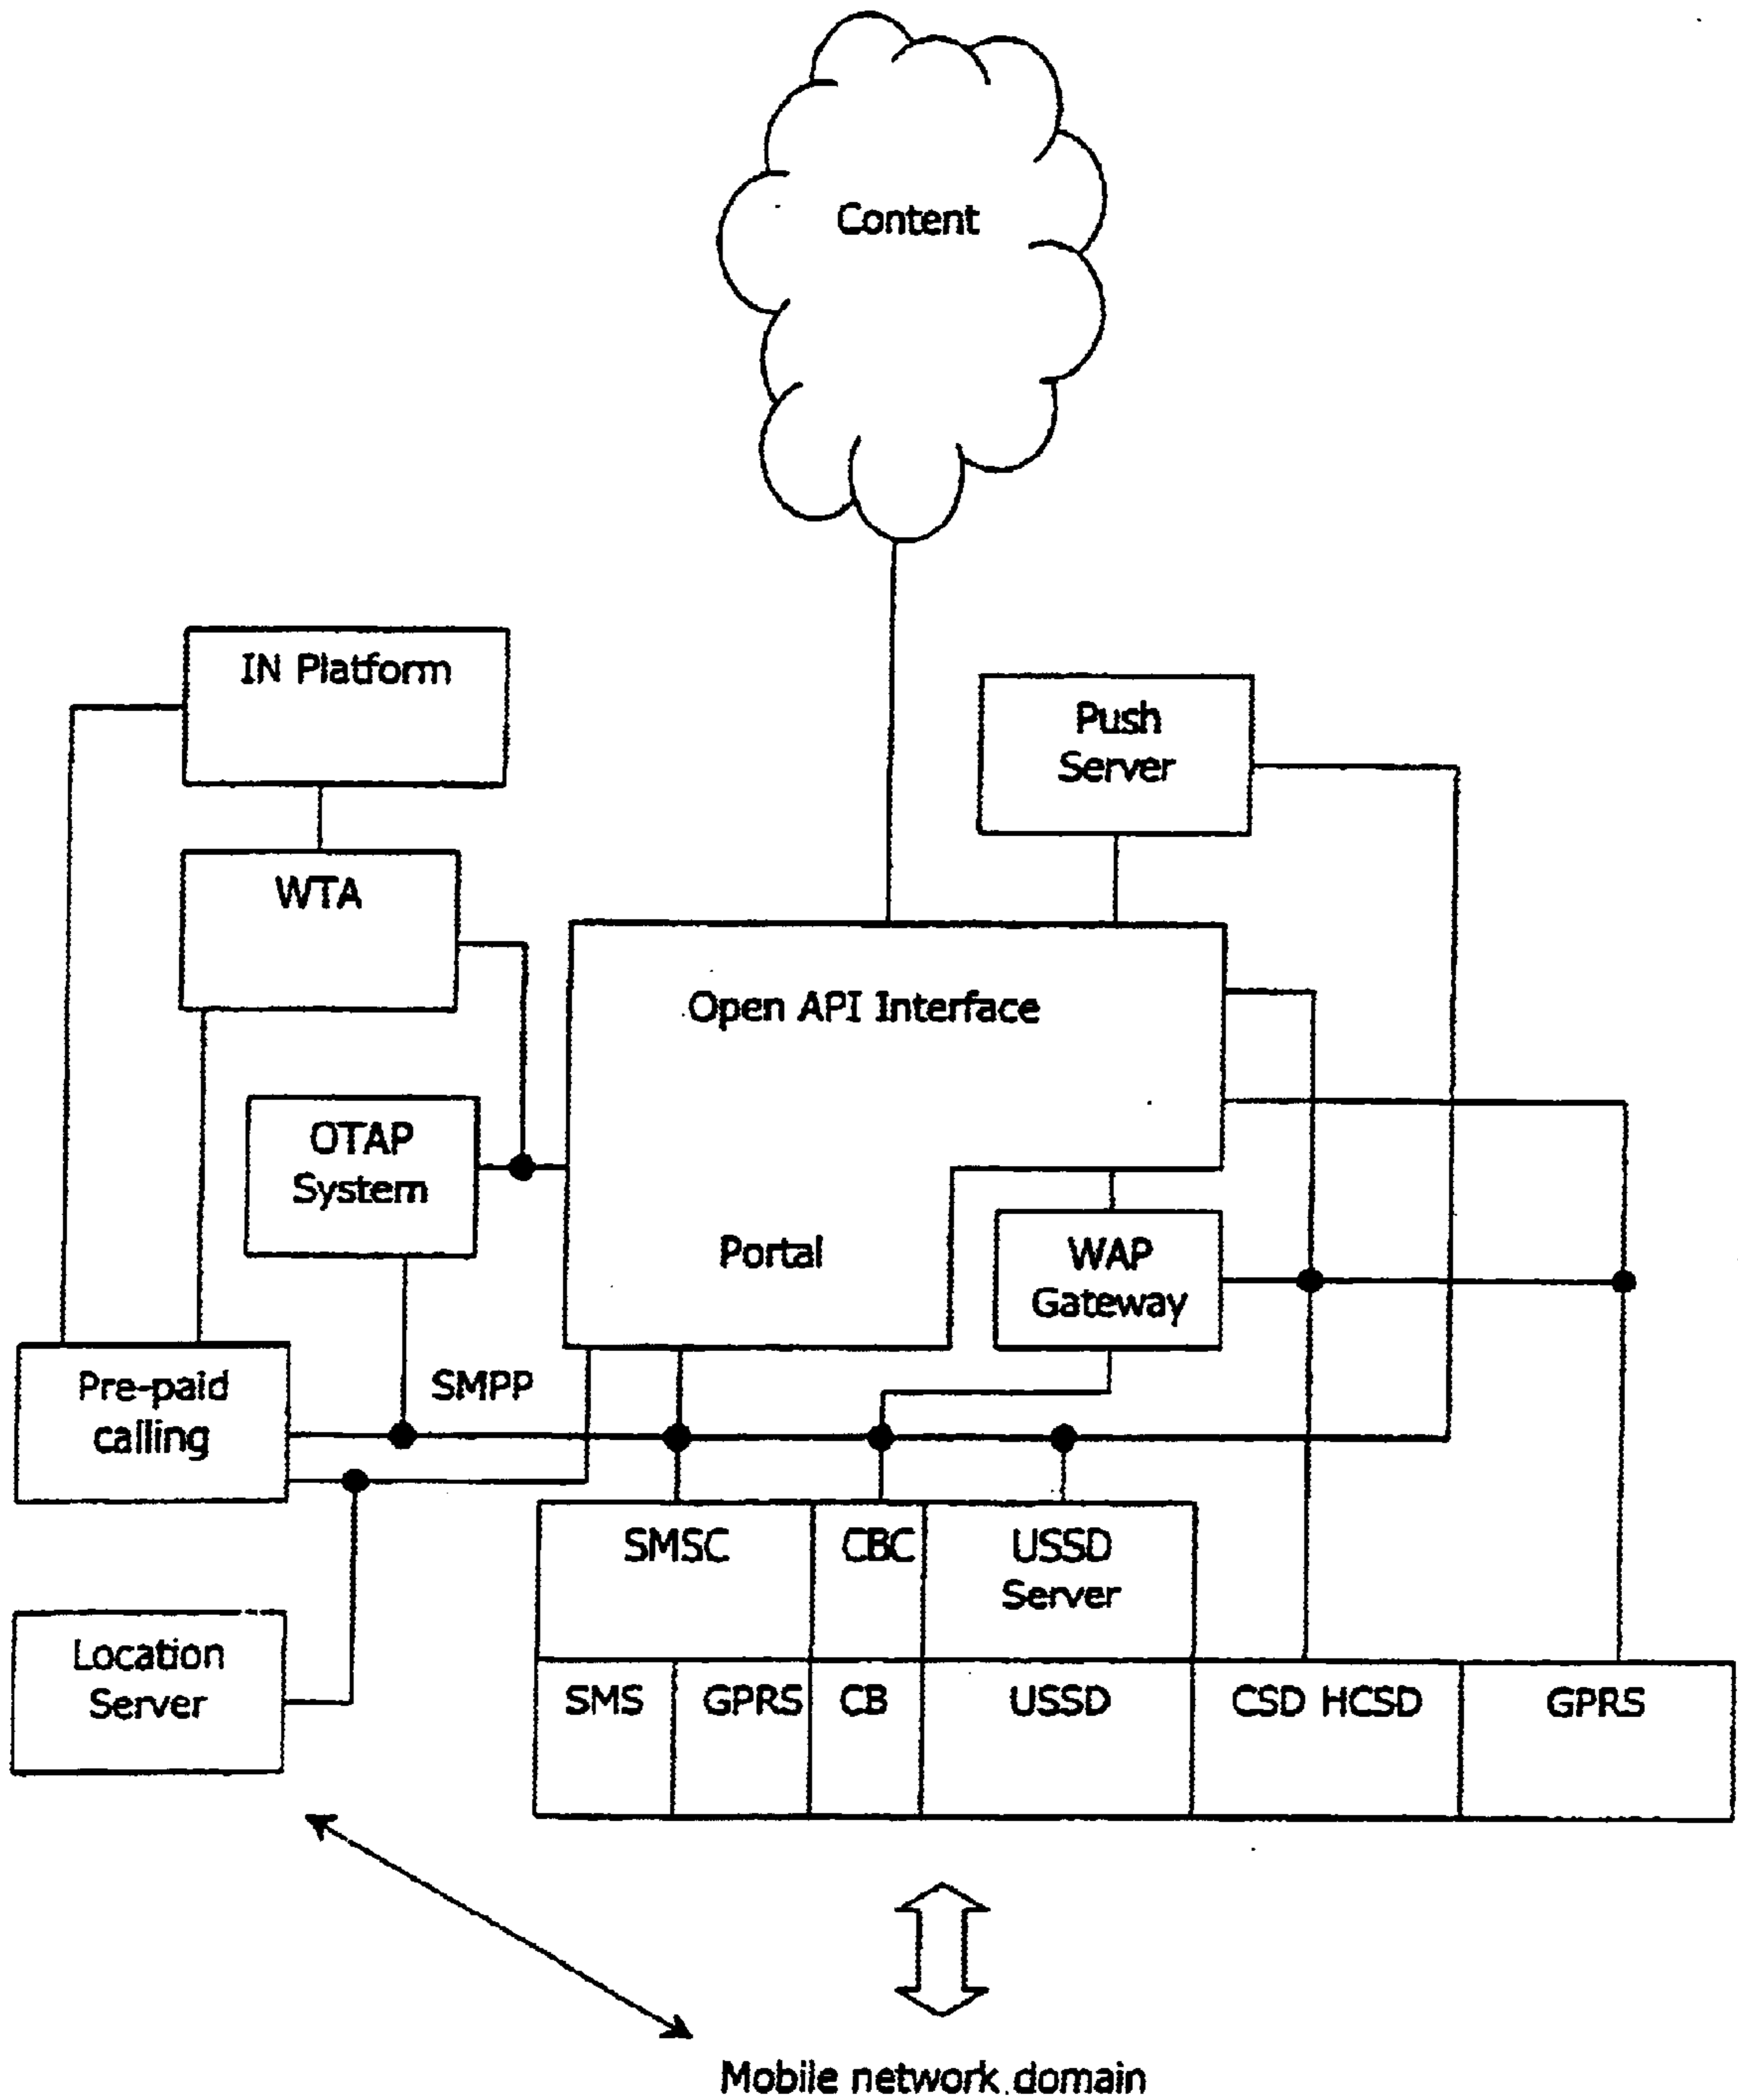 Content
IN Platform
Push
Server
WTA
Open API Interface
OTAP
System
Portal
WAP
Gateway
Pre-paid
calling
SMPP
SMSC
CBC
USSD
Server
Location
Server
SMS
GPRS
CB
USSD
CSD HCSD
GPRS
Mobile network domain